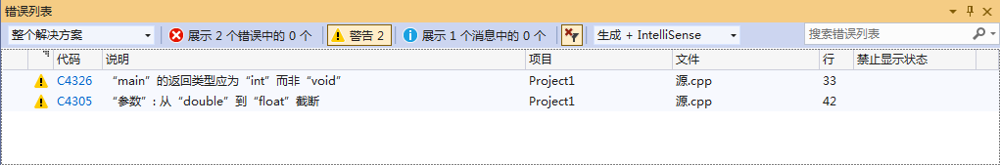 错误列表
整个解决方案 展示 2 个错误中的 0 个 警告 2 展示 1 个消息中的 0 个 生成 + IntelliSense 搜索错误列表
代码 说明 项目 文件 行 禁止显示状态
C4326 “main”的返回类型应为“int”而非“void” Project1 源.cpp 33
C4305 “参数”: 从“double”到“float”截断 Project1 源.cpp 42